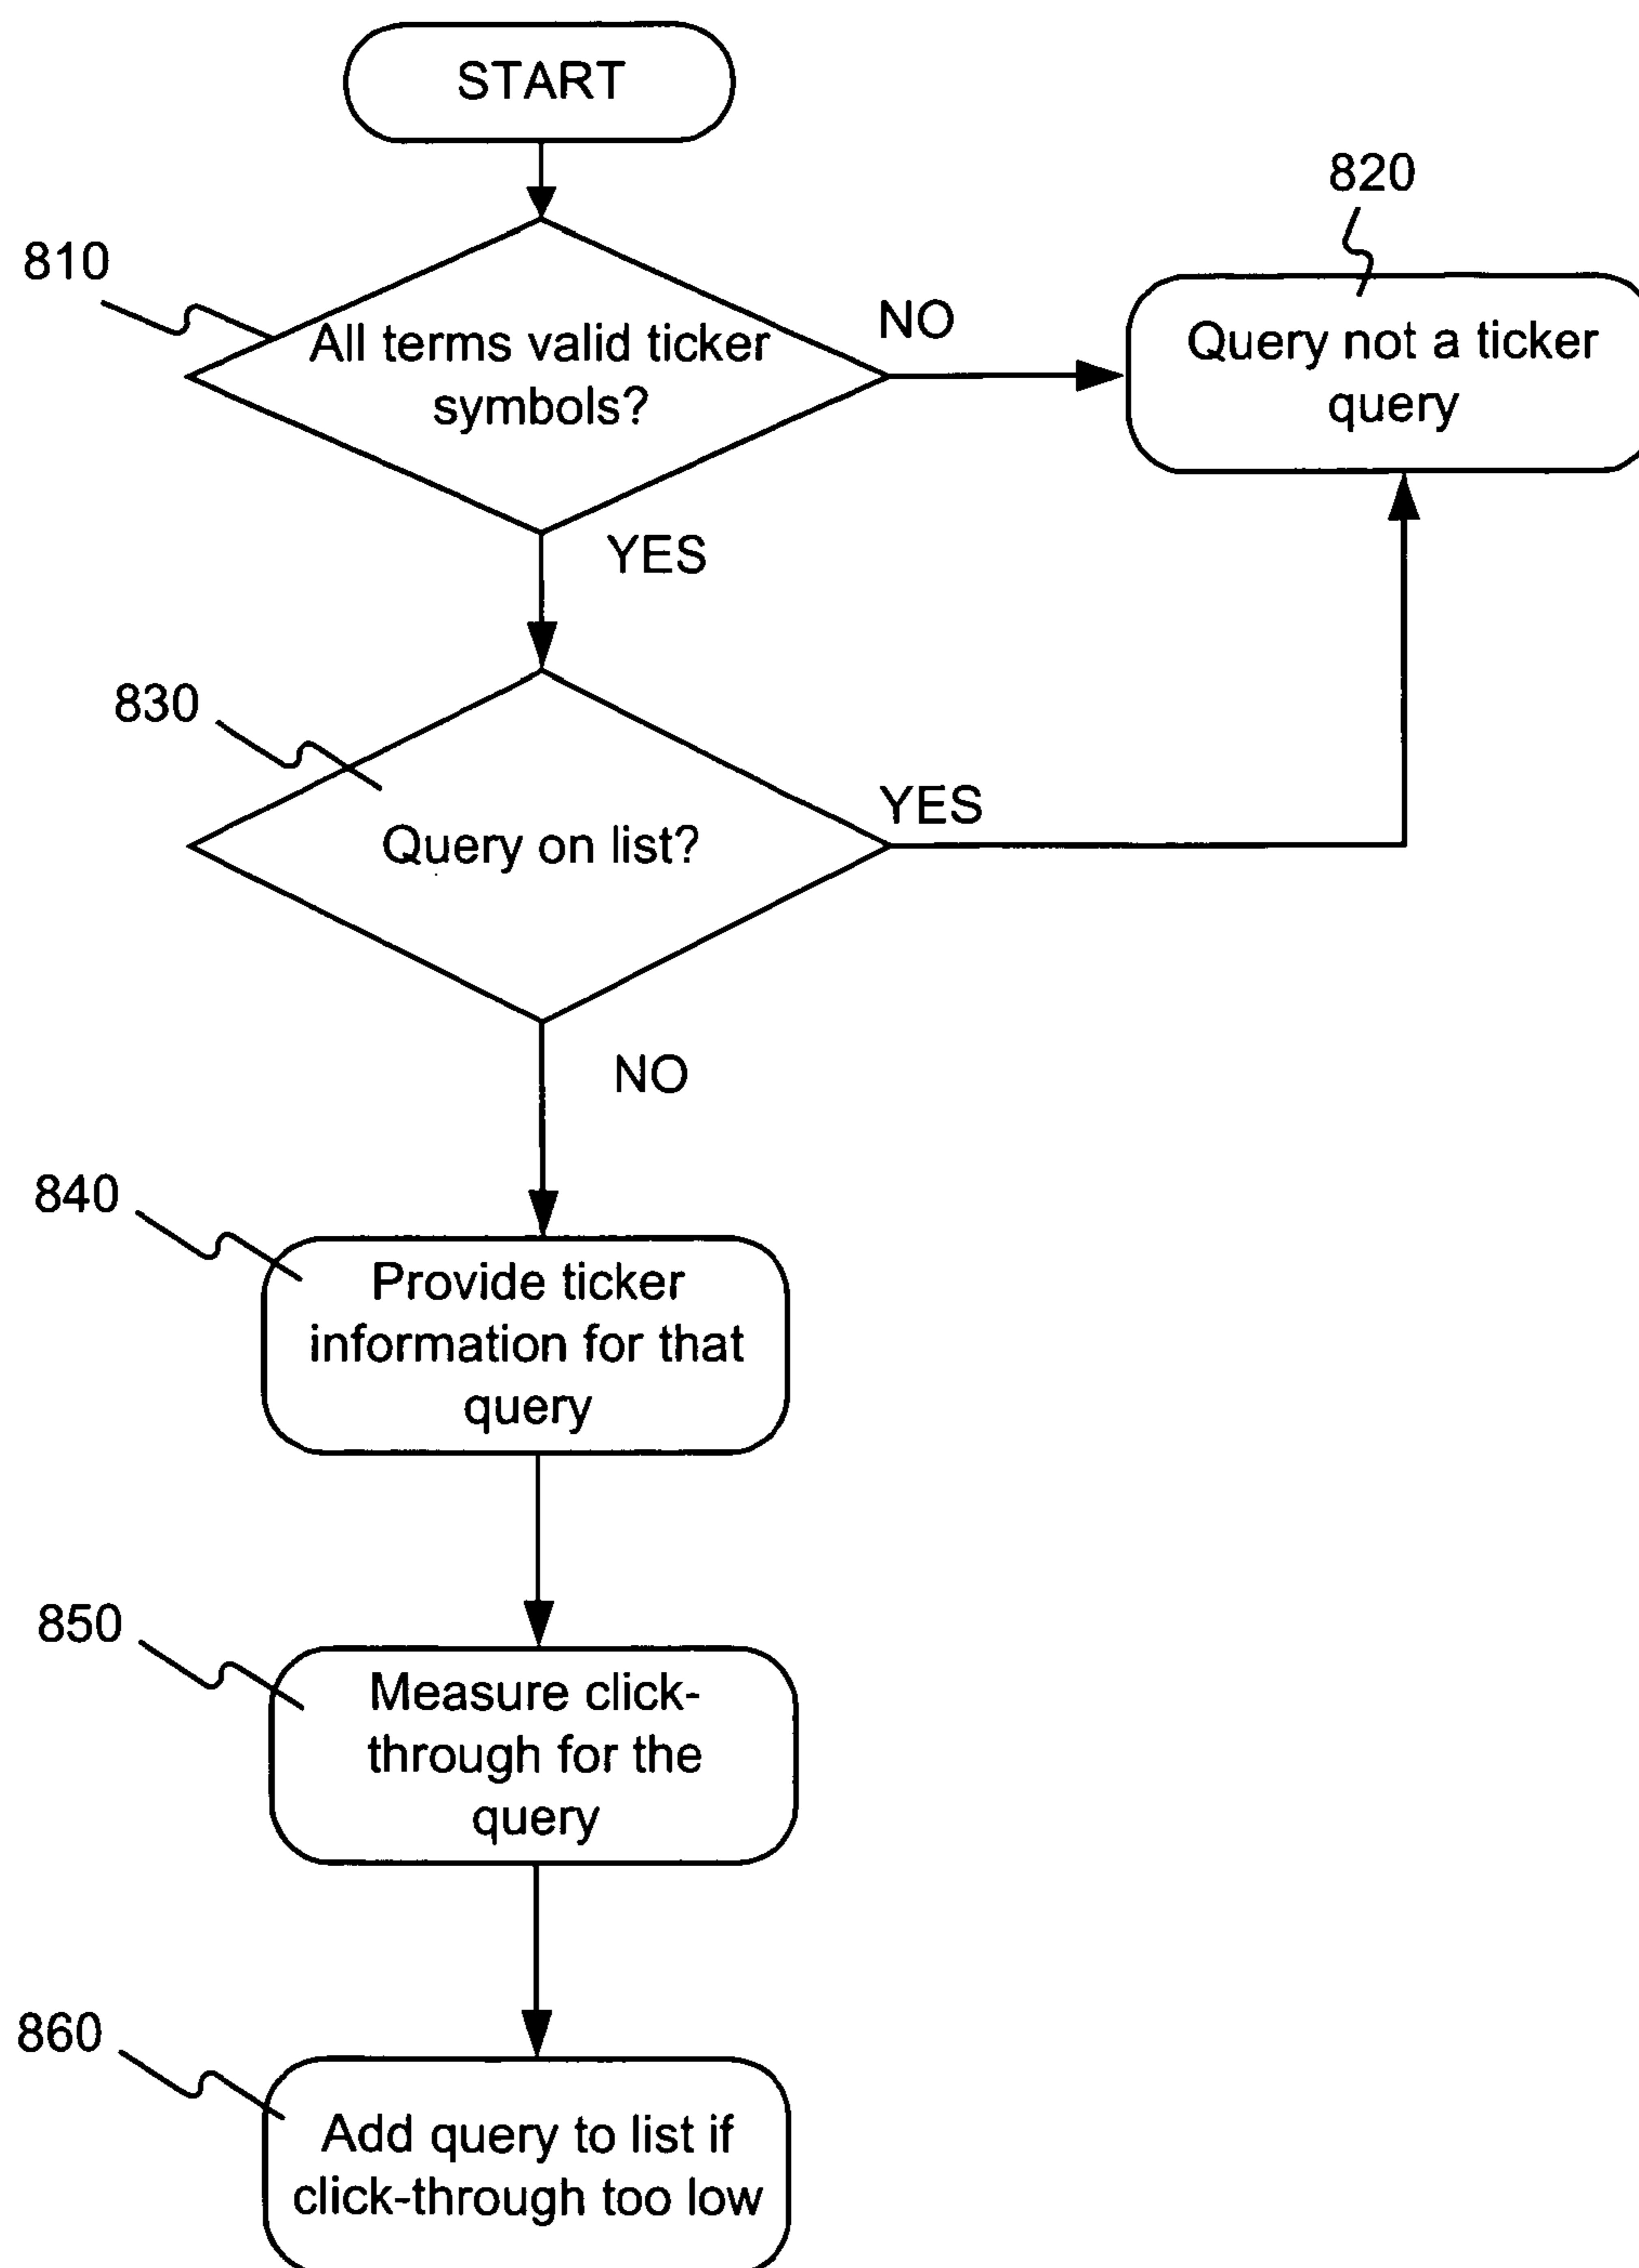 START
820
810
All terms valid ticker
symbols?
NO
Query not a ticker
query
YES
830
Query on list?
YES
NO
840
Provide ticker
information for that
query
850
Measure click-
through for the
query
860
Add query to list if
click-through too low